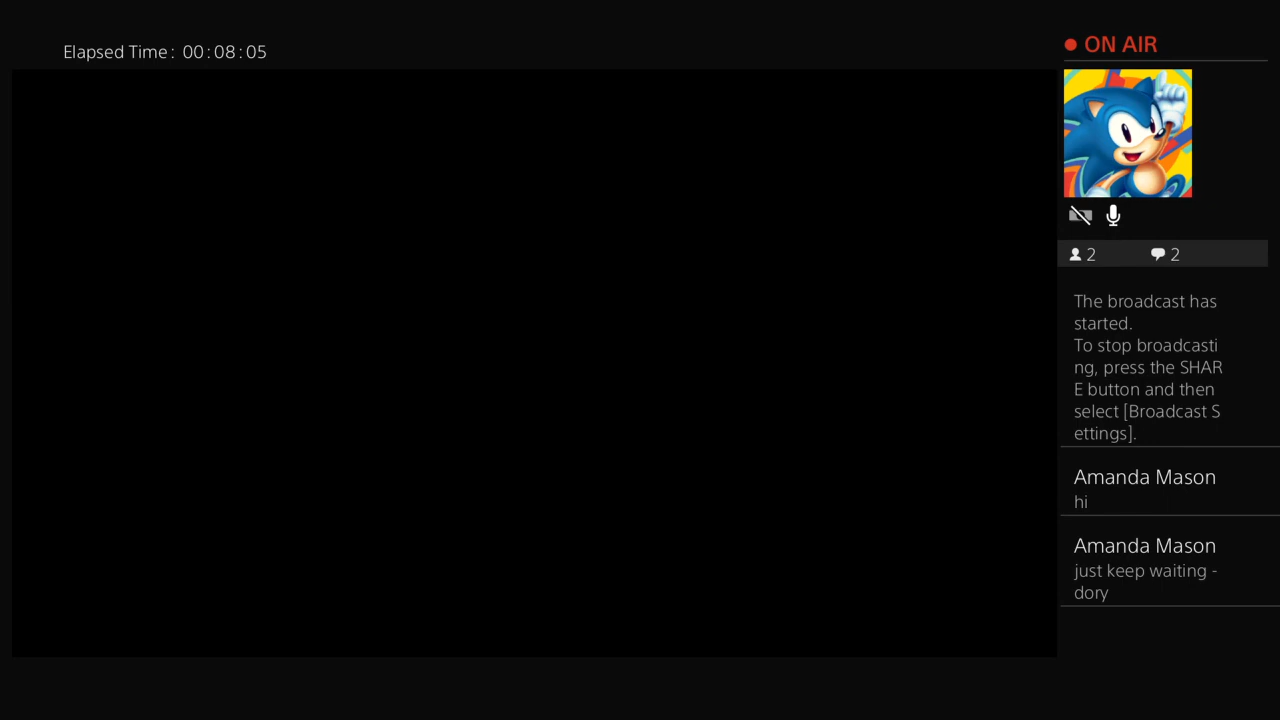 Elapsed Time: 00:08:05
ON AIR
2 2
The broadcast has
started.
To stop broadcasti
ng, press the SHAR
E button and then
select [Broadcast S
ettings].
Amanda Mason
hi
Amanda Mason
just keep waiting -
dory